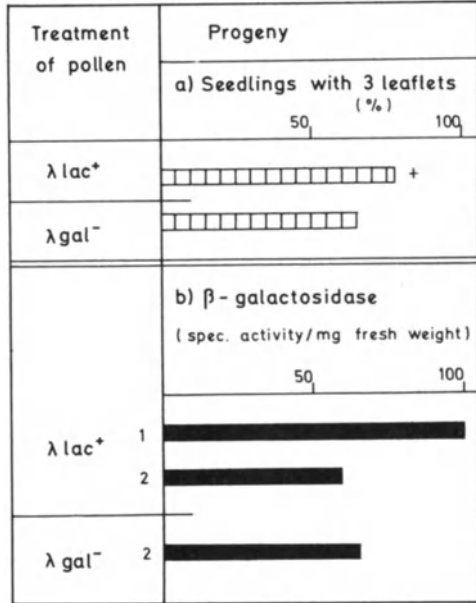 Treatment
of pollen
Progeny
a) Seedlings with 3 leaflets
(%)
50 100
λ lac⁺ +
λ gal⁻
b) β - galactosidase
( spec. activity/mg fresh weight )
50 100
λ lac⁺ 1
2
λ gal⁻ 2